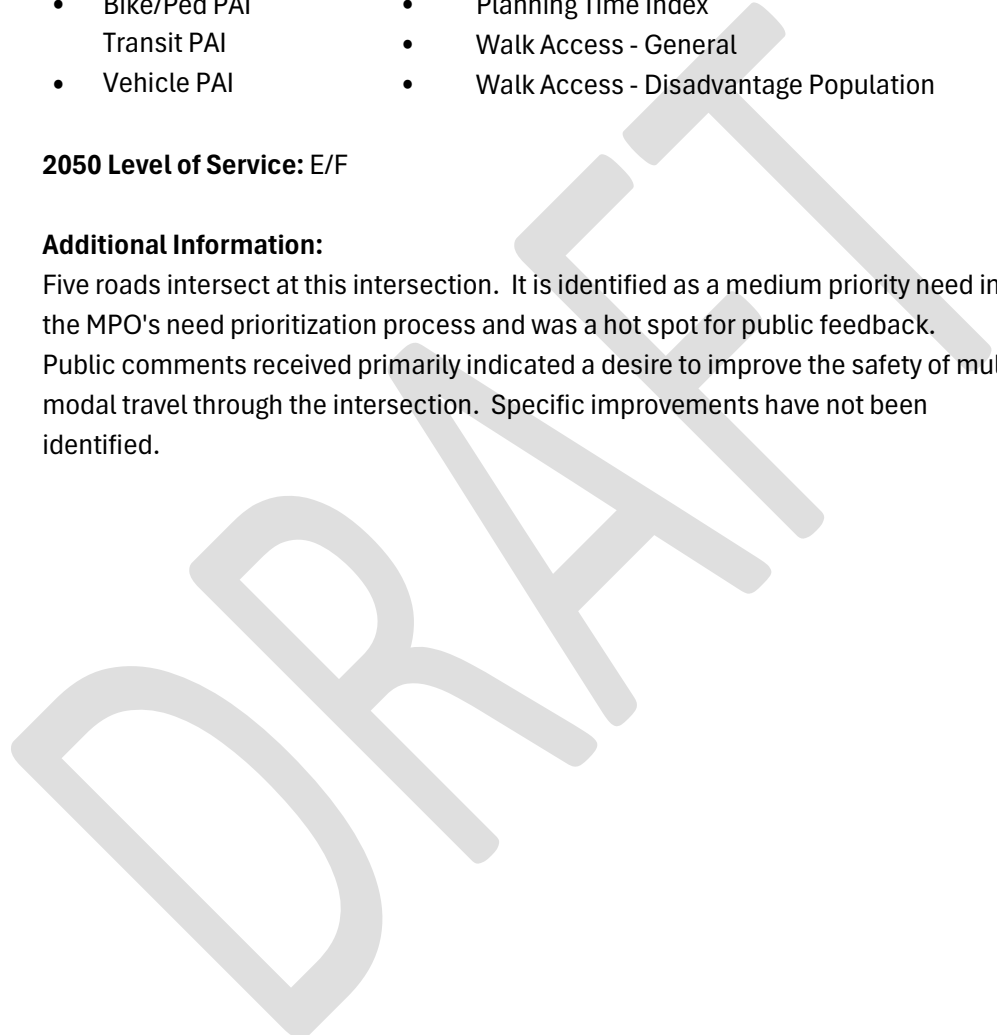 • Bike/Ped PAI • Planning Time Index
Transit PAI • Walk Access - General
• Vehicle PAI • Walk Access - Disadvantage Population
2050 Level of Service: E/F
Additional Information:
Five roads intersect at this intersection.  It is identified as a medium priority need in
the MPO's need prioritization process and was a hot spot for public feedback.
Public comments received primarily indicated a desire to improve the safety of
modal travel through the intersection.  Specific improvements have not been
identified.
DRAFT